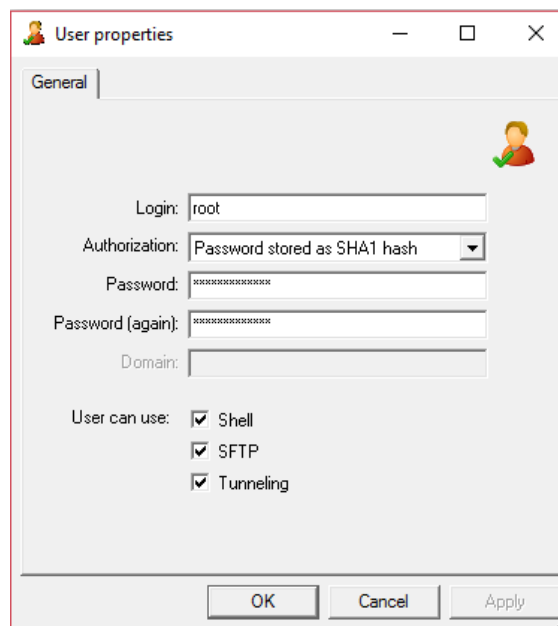 User properties
General
Login: root
Authorization: Password stored as SHA1 hash
Password: *************
Password (again): *************
Domain:
User can use: Shell
SFTP
Tunneling
OK Cancel Apply